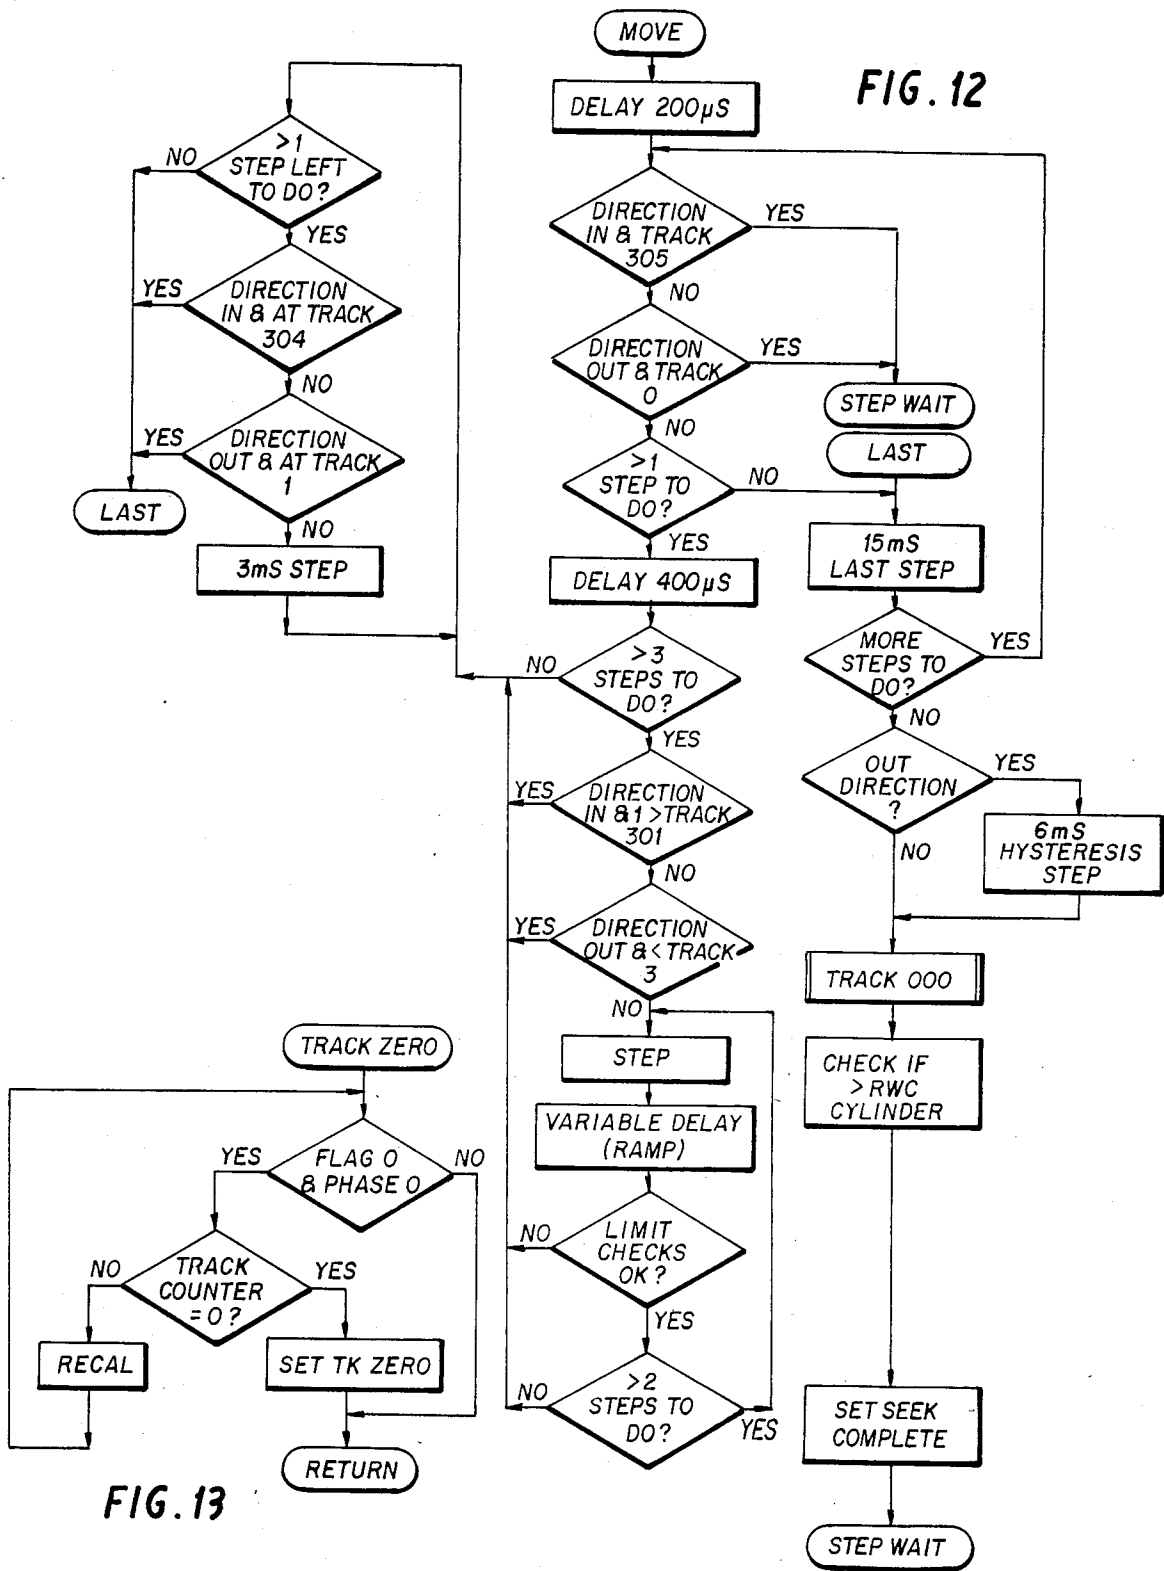 MOVE
FIG. 12
DELAY 200µS
>1
STEP LEFT
TO DO?
NO
YES
DIRECTION
IN & TRACK
305
YES
NO
DIRECTION
IN & AT TRACK
304
YES
NO
DIRECTION
OUT & TRACK
0
YES
NO
STEP WAIT
DIRECTION
OUT & AT TRACK
1
YES
NO
LAST
>1
STEP TO
DO?
NO
YES
LAST
3mS STEP
DELAY 400µS
15mS
LAST STEP
>3
STEPS TO
DO?
NO
YES
MORE
STEPS TO
DO?
YES
NO
DIRECTION
IN & 1 > TRACK
301
YES
NO
OUT
DIRECTION
?
YES
NO
6mS
HYSTERESIS
STEP
DIRECTION
OUT & < TRACK
3
YES
NO
TRACK 000
STEP
CHECK IF
>RWC
CYLINDER
VARIABLE DELAY
(RAMP)
LIMIT
CHECKS
OK?
NO
YES
>2
STEPS TO
DO?
NO
YES
SET SEEK
COMPLETE
STEP WAIT
TRACK ZERO
FLAG 0
& PHASE 0
YES
NO
TRACK
COUNTER
=0?
NO
YES
RECAL
SET TK ZERO
RETURN
FIG. 13